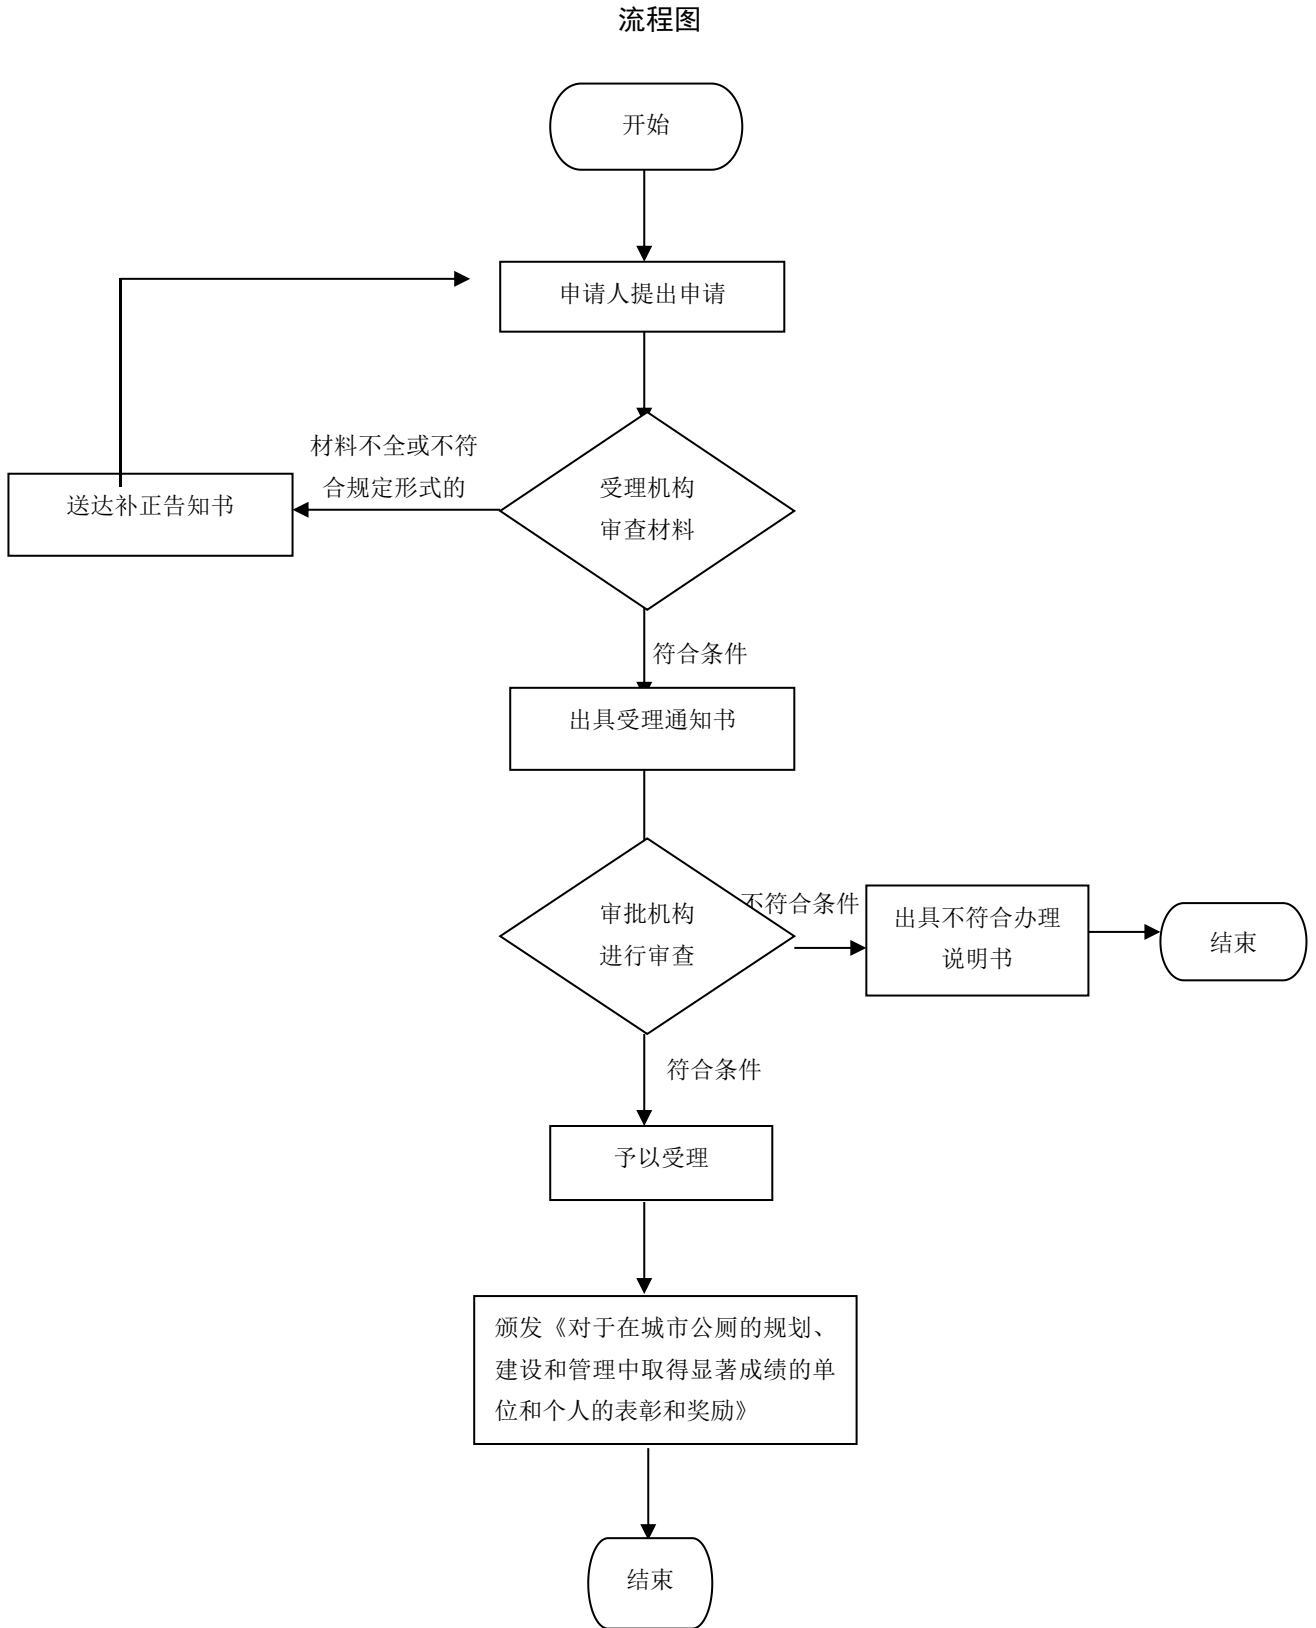 流程图
开始
申请人提出申请
材料不全或不符
合规定形式的
送达补正告知书
受理机构
审查材料
符合条件
出具受理通知书
审批机构
进行审查
不符合条件
出具不符合办理
说明书
结束
符合条件
予以受理
颁发《对于在城市公厕的规划、
建设和管理中取得显著成绩的单
位和个人的表彰和奖励》
结束